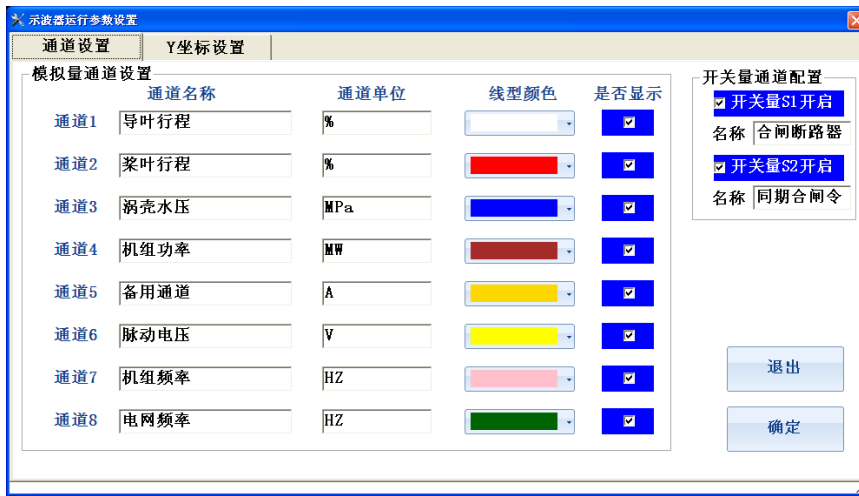 示波器运行参数设置
通道设置 Y坐标设置
模拟量通道设置
通道名称 通道单位 线型颜色 是否显示
通道1 导叶行程 %
通道2 桨叶行程 %
通道3 涡壳水压 MPa
通道4 机组功率 MW
通道5 备用通道 A
通道6 脉动电压 V
通道7 机组频率 HZ
通道8 电网频率 HZ
开关量通道配置
开关量S1开启
名称 合闸断路器
开关量S2开启
名称 同期合闸令
退出
确定